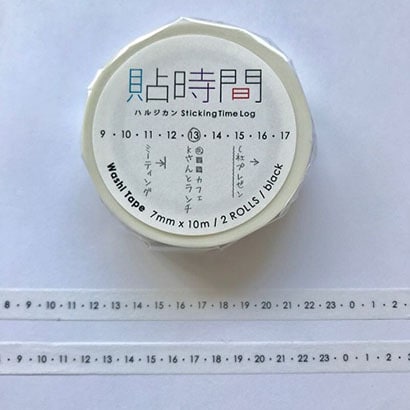 貼時間
ハルジカン StickingTimeLog
9 • 10 • 11 • 12 • 13 • 14 • 15 • 16 • 17
L社プレゼン
カフェ
Kさんとランチ
ミーティング
Washi Tape 7mm x 10m / 2 ROLLS / black
8 • 9 • 10 • 11 • 12 • 13 • 14 • 15 • 16 • 17 • 18 • 19 • 20 • 21 • 22 • 23 • 0 • 1 • 2 •
• 9 • 10 • 11 • 12 • 13 • 14 • 15 • 16 • 17 • 18 • 19 • 20 • 21 • 22 • 23 • 0 • 1 • 2